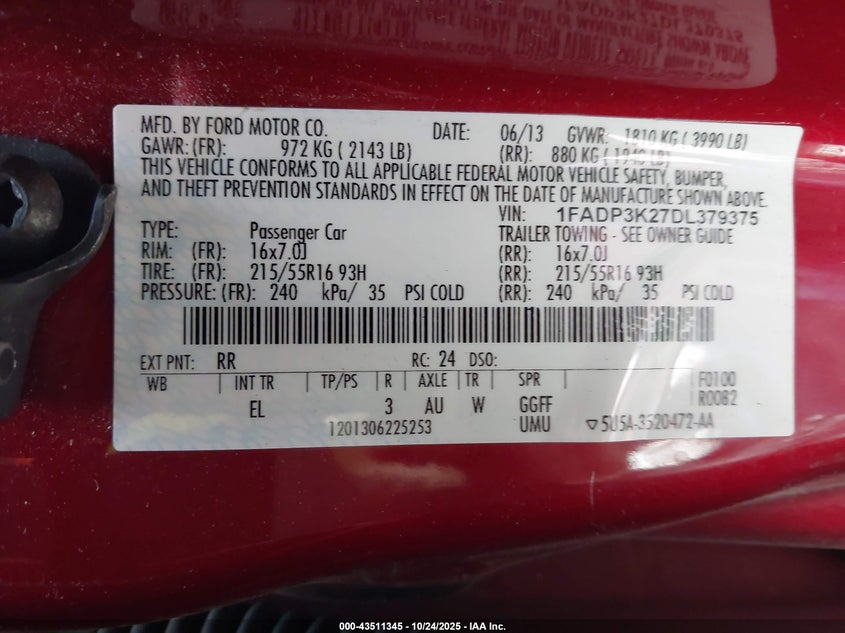 MFD. BY FORD MOTOR CO. DATE: 06/13 GVWR: 1810 KG ( 3990 LB)
GAWR: (FR): 972 KG ( 2143 LB) (RR): 880 KG ( 1940 LB)
THIS VEHICLE CONFORMS TO ALL APPLICABLE FEDERAL MOTOR VEHICLE SAFETY, BUMPER,
AND THEFT PREVENTION STANDARDS IN EFFECT ON THE DATE OF MANUFACTURE SHOWN ABOVE.
VIN: 1FADP3K27DL379375
TYPE: Passenger Car TRAILER TOWING - SEE OWNER GUIDE
RIM: (FR): 16x7.0J (RR): 16x7.0J
TIRE: (FR): 215/55R16 93H (RR): 215/55R16 93H
PRESSURE: (FR): 240 kPa/ 35 PSI COLD (RR): 240 kPa/ 35 PSI COLD
EXT PNT: RR RC: 24 DSO:
WB INT TR TP/PS R AXLE TR SPR F0100
EL 3 AU W GGFF R0082
1201306225253 UMU 5U5A-3520472-AA
000-43511345 - 10/24/2025 - IAA Inc.